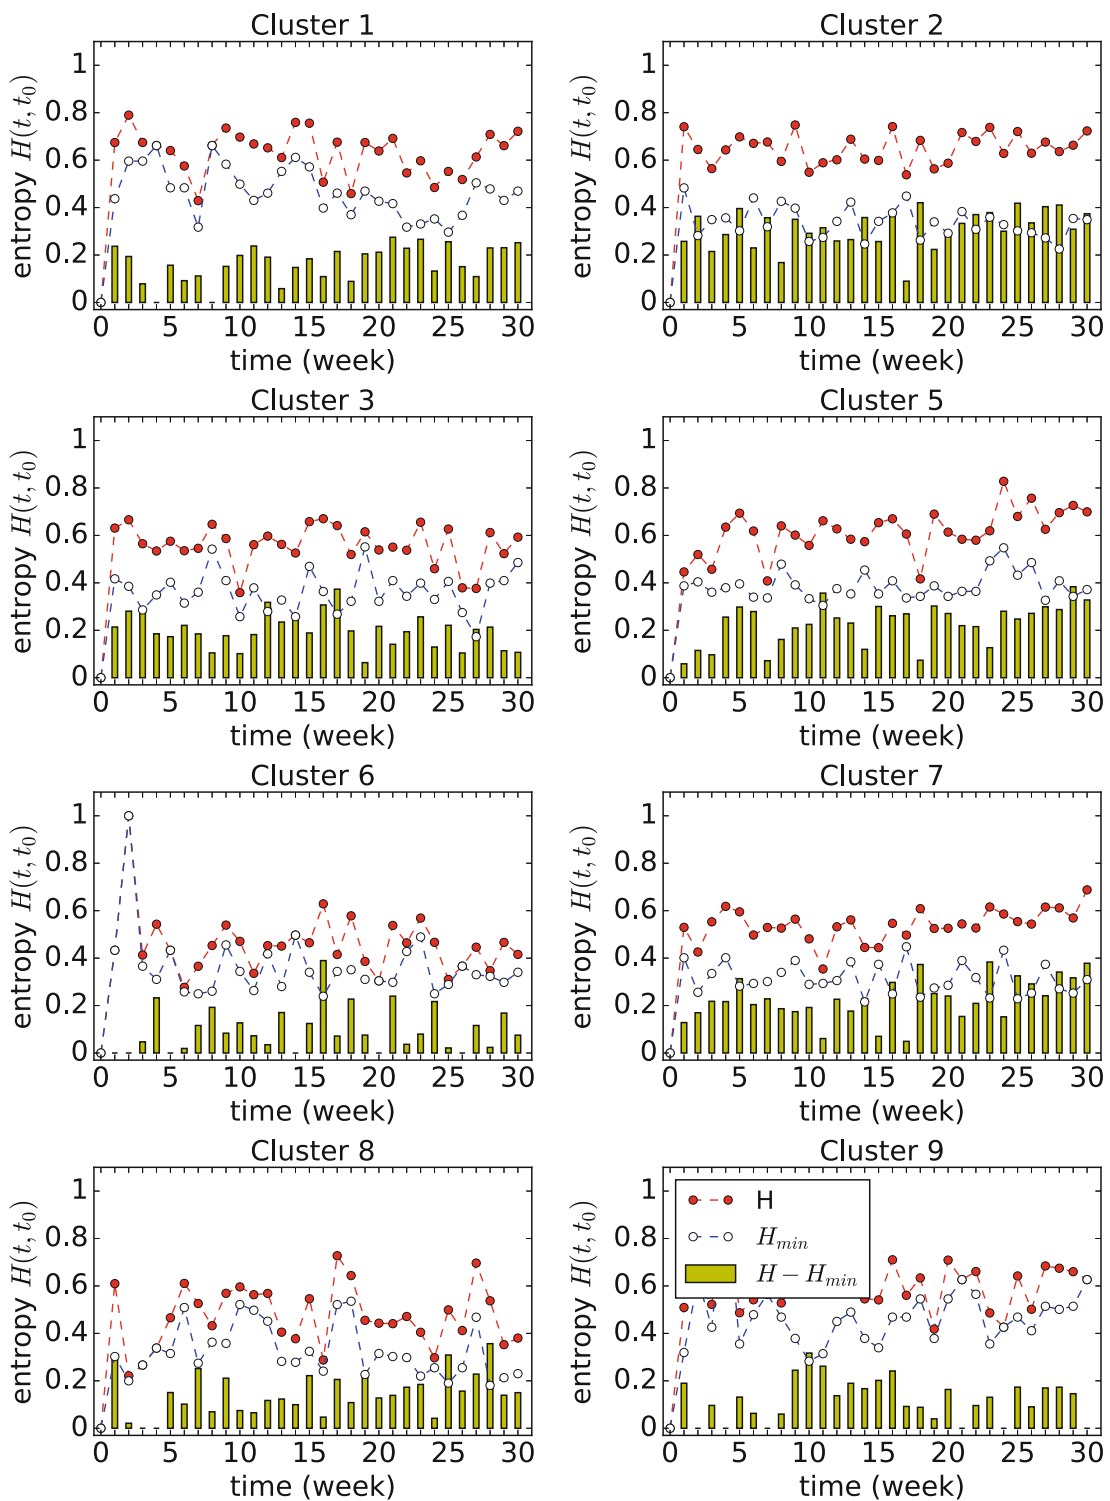 Cluster 1
entropy H(t, t₀)
1
0.8
0.6
0.4
0.2
0
0 5 10 15 20 25 30
time (week)
Cluster 2
entropy H(t, t₀)
1
0.8
0.6
0.4
0.2
0
0 5 10 15 20 25 30
time (week)
Cluster 3
entropy H(t, t₀)
1
0.8
0.6
0.4
0.2
0
0 5 10 15 20 25 30
time (week)
Cluster 5
entropy H(t, t₀)
1
0.8
0.6
0.4
0.2
0
0 5 10 15 20 25 30
time (week)
Cluster 6
entropy H(t, t₀)
1
0.8
0.6
0.4
0.2
0
0 5 10 15 20 25 30
time (week)
Cluster 7
entropy H(t, t₀)
1
0.8
0.6
0.4
0.2
0
0 5 10 15 20 25 30
time (week)
Cluster 8
entropy H(t, t₀)
1
0.8
0.6
0.4
0.2
0
0 5 10 15 20 25 30
time (week)
Cluster 9
entropy H(t, t₀)
1
0.8
0.6
0.4
0.2
0
H
H_min
H − H_min
0 5 10 15 20 25 30
time (week)